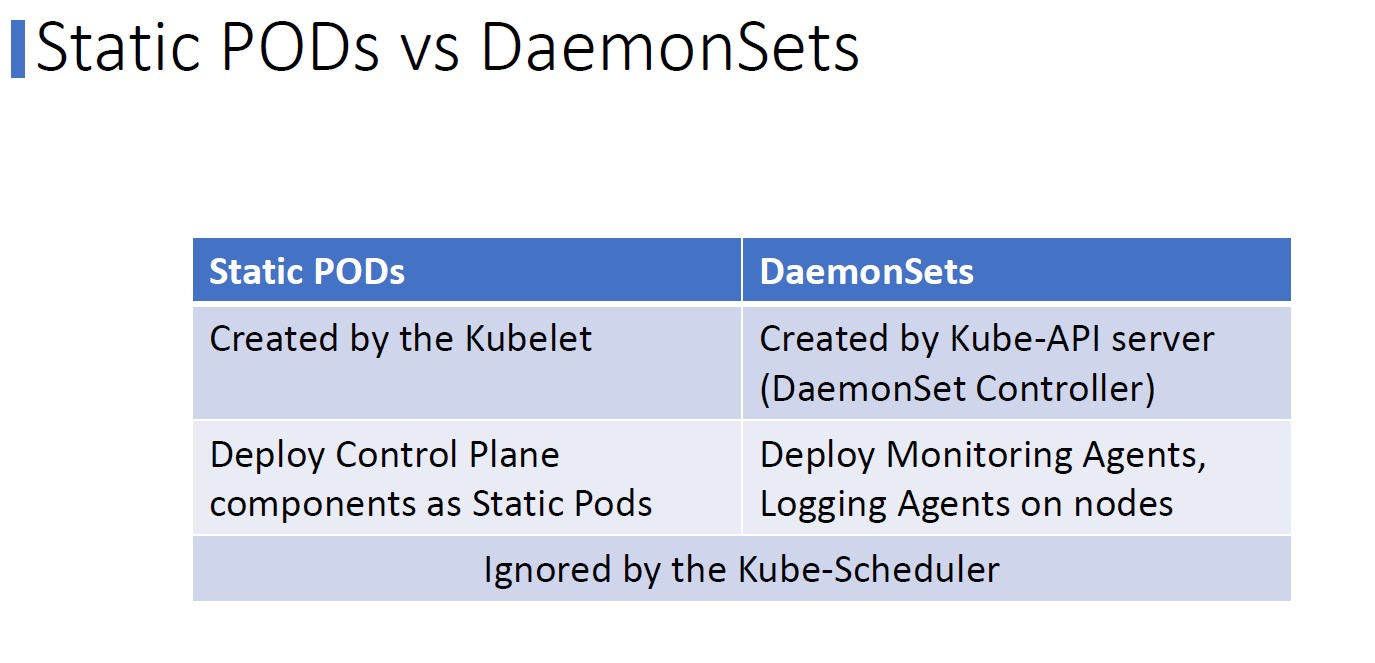 Static PODs vs DaemonSets
Static PODs
DaemonSets
Created by the Kubelet
Created by Kube-API server
(DaemonSet Controller)
Deploy Control Plane
components as Static Pods
Deploy Monitoring Agents,
Logging Agents on nodes
Ignored by the Kube-Scheduler